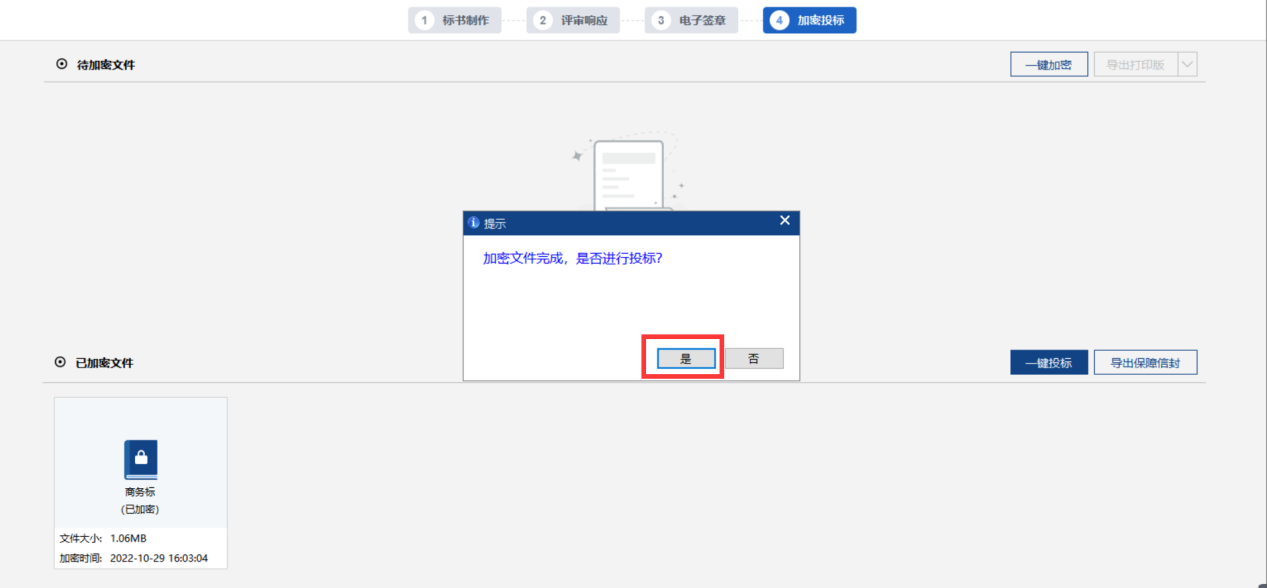 1 标书制作 2 评审响应 3 电子签章 4 加密投标
待加密文件 一键加密 导出打印版
提示
加密文件完成，是否进行投标？
是 否
已加密文件 一键投标 导出保障信封
商务标
(已加密)
文件大小: 1.06MB
加密时间: 2022-10-29 16:03:04